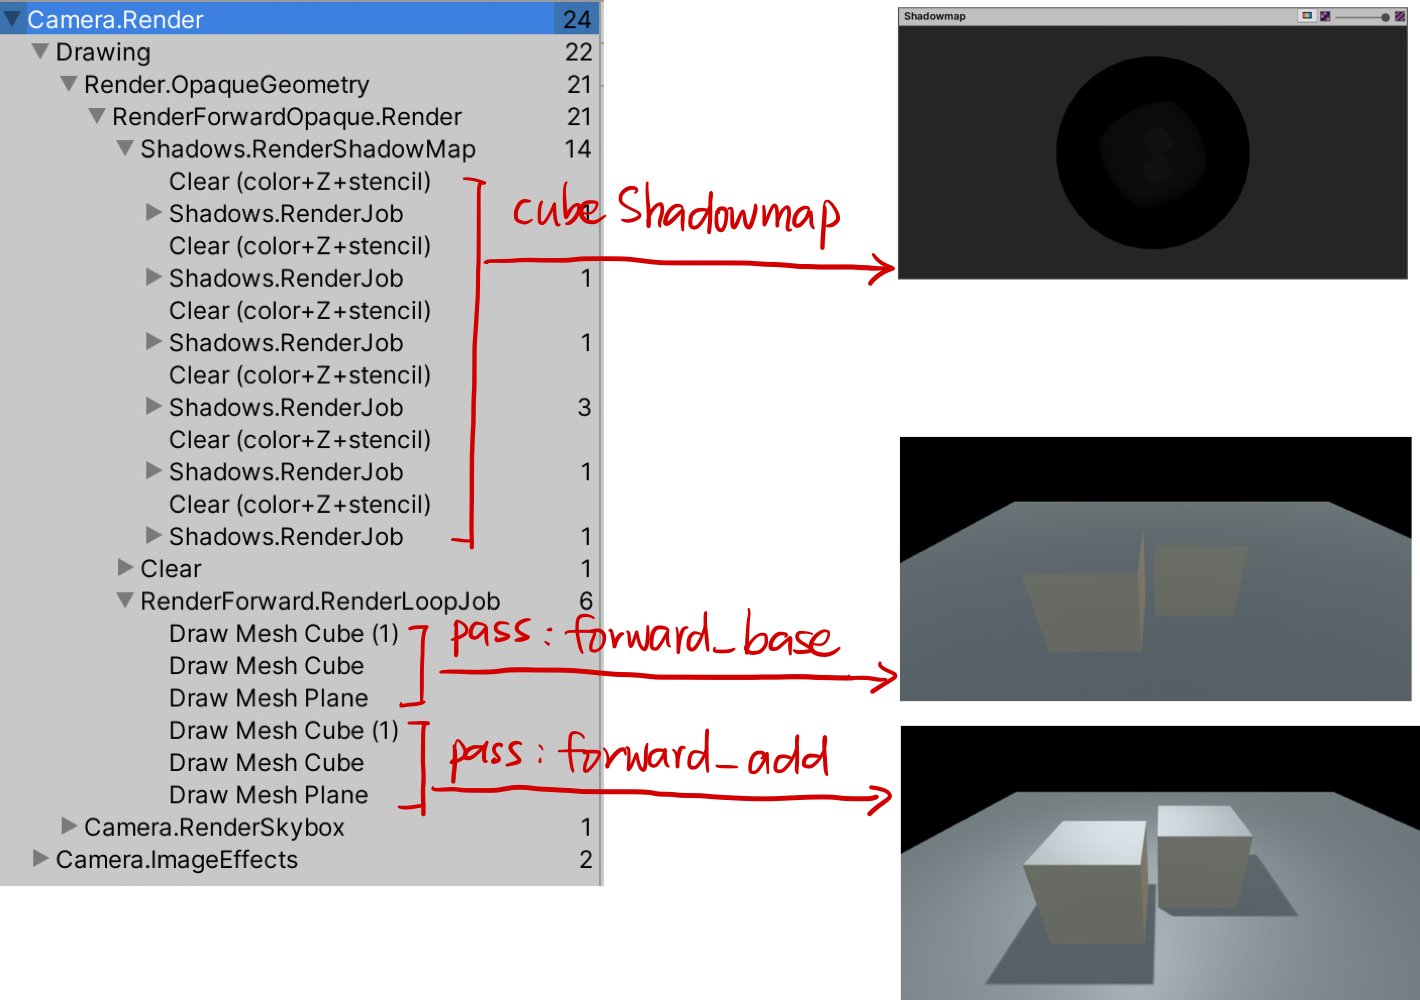 Camera.Render 24
Drawing 22
Render.OpaqueGeometry 21
RenderForwardOpaque.Render 21
Shadows.RenderShadowMap 14
Clear (color+Z+stencil)
Shadows.RenderJob 1
Clear (color+Z+stencil)
Shadows.RenderJob 1
Clear (color+Z+stencil)
Shadows.RenderJob 1
Clear (color+Z+stencil)
Shadows.RenderJob 3
Clear (color+Z+stencil)
Shadows.RenderJob 1
Clear (color+Z+stencil)
Shadows.RenderJob 1
Clear 1
RenderForward.RenderLoopJob 6
Draw Mesh Cube (1)
Draw Mesh Cube
Draw Mesh Plane
Draw Mesh Cube (1)
Draw Mesh Cube
Draw Mesh Plane
Camera.RenderSkybox 1
Camera.ImageEffects 2
cube Shadowmap
pass: forward_base
pass: forward_add
Shadowmap